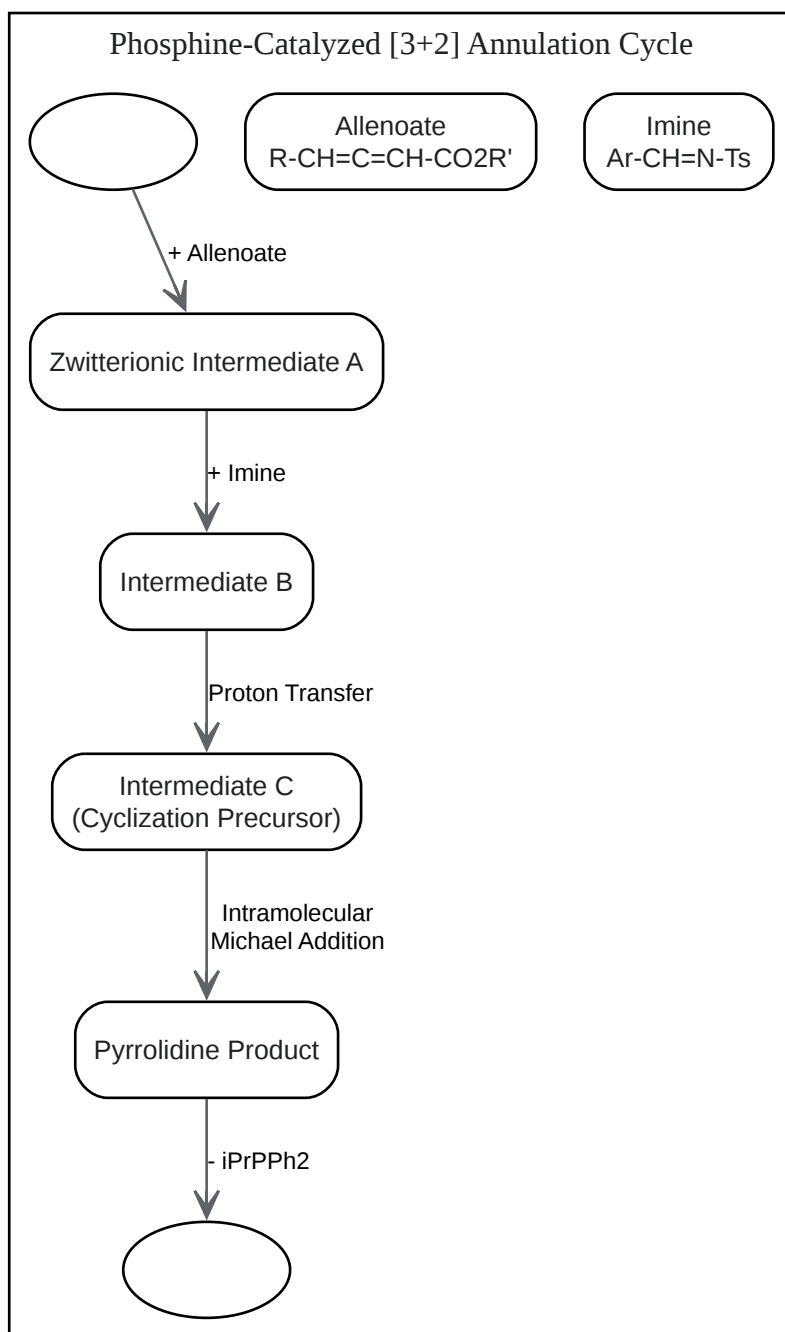 Phosphine-Catalyzed [3+2] Annulation Cycle
Allenoate
R-CH=C=CH-CO2R'
Imine
Ar-CH=N-Ts
+ Allenoate
Zwitterionic Intermediate A
+ Imine
Intermediate B
Proton Transfer
Intermediate C
(Cyclization Precursor)
Intramolecular
Michael Addition
Pyrrolidine Product
- iPrPPh2